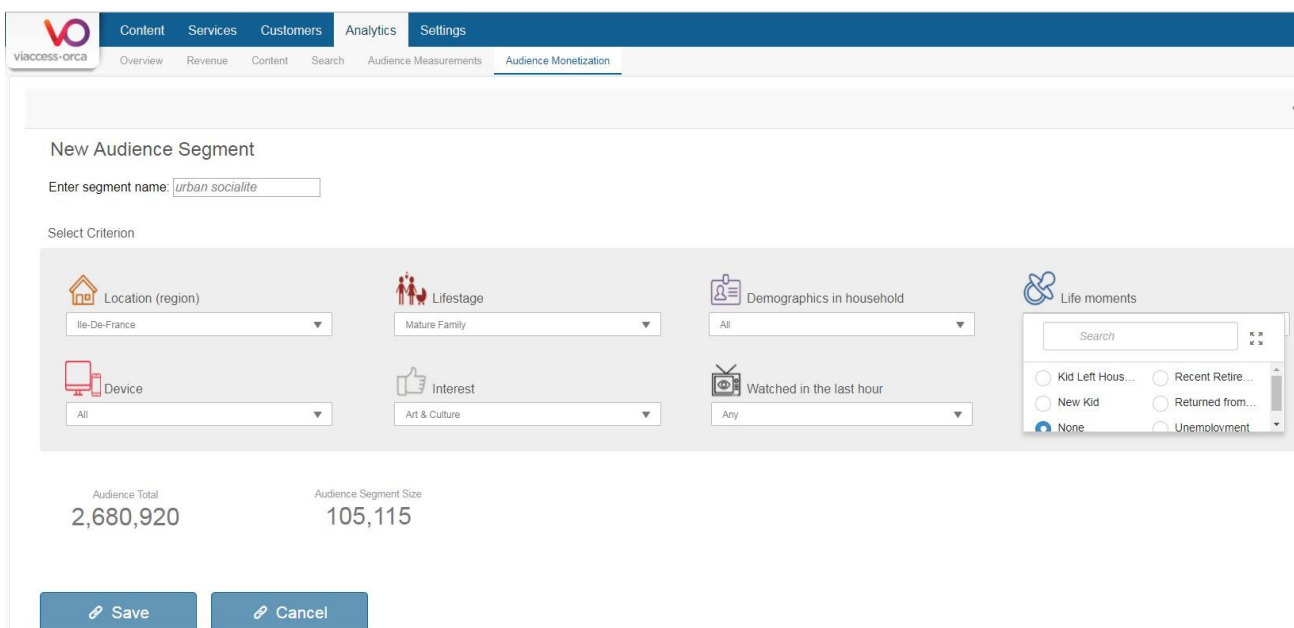 VO
viaccess-orca
Content Services Customers Analytics Settings
Overview Revenue Content Search Audience Measurements Audience Monetization
New Audience Segment
Enter segment name: urban socialite
Select Criterion
Location (region) Lifestage Demographics in household Life moments
Ile-De-France Mature Family All
Search
Device Interest Watched in the last hour
All Art & Culture Any
Kid Left Hous... Recent Retire...
New Kid Returned from...
None Unemployment
Audience Total Audience Segment Size
2,680,920 105,115
Save Cancel